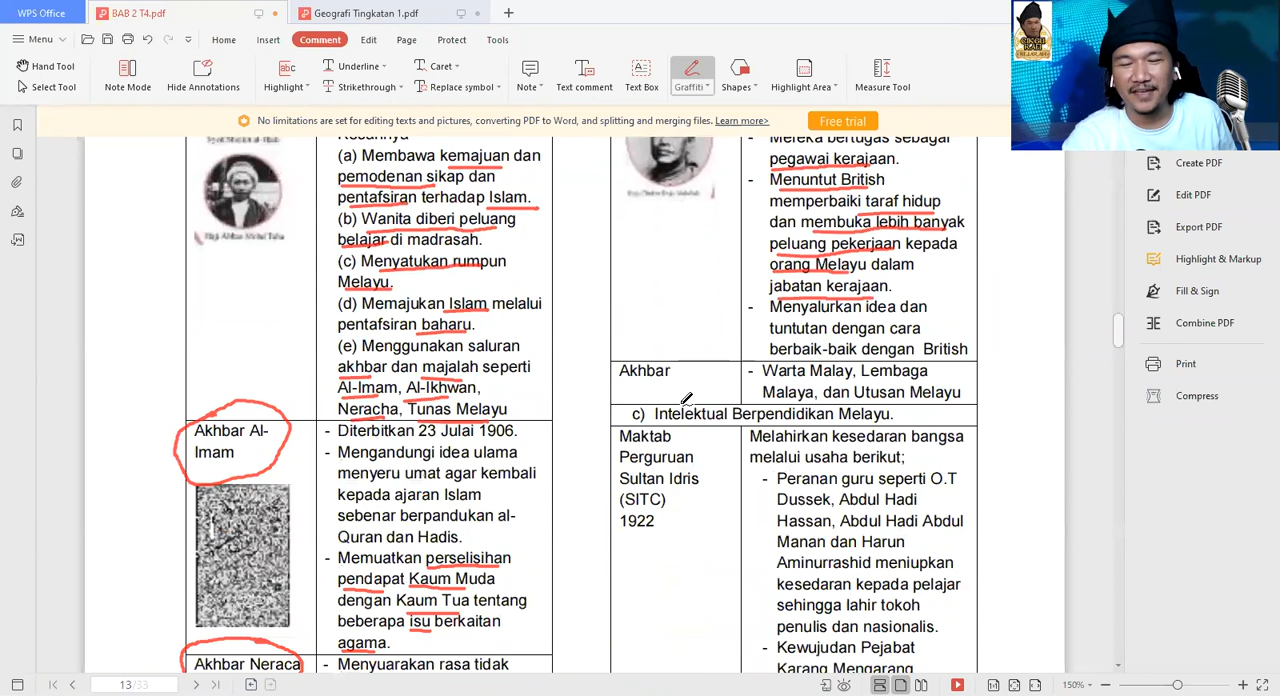 WPS Office
BAB 2 T4.pdf
Geografi Tingkatan 1.pdf
Menu
Home
Insert
Comment
Edit
Page
Protect
Tools
Hand Tool
Select Tool
Note Mode
Hide Annotations
Highlight
Underline
Strikethrough
Caret
Replace symbol
Note
Text comment
Text Box
Graffiti
Shapes
Highlight Area
Measure Tool
No limitations are set for editing texts and pictures, converting PDF to Word, and splitting and merging files. Learn more>
Free trial
(a) Membawa kemajuan dan
pemodenan sikap dan
pentafsiran terhadap Islam.
(b) Wanita diberi peluang
belajar di madrasah.
(c) Menyatukan rumpun
Melayu.
(d) Memajukan Islam melalui
pentafsiran baharu.
(e) Menggunakan saluran
akhbar dan majalah seperti
Al-Imam, Al-Ikhwan,
Neracha, Tunas Melayu
Akhbar Al-
Imam
- Diterbitkan 23 Julai 1906.
- Mengandungi idea ulama
menyeru umat agar kembali
kepada ajaran Islam
sebenar berpandukan al-
Quran dan Hadis.
- Memuatkan perselisihan
pendapat Kaum Muda
dengan Kaum Tua tentang
beberapa isu berkaitan
agama.
Akhbar Neraca
- Menyuarakan rasa tidak
- Mereka bertugas sebagai
pegawai kerajaan.
- Menuntut British
memperbaiki taraf hidup
dan membuka lebih banyak
peluang pekerjaan kepada
orang Melayu dalam
jabatan kerajaan.
- Menyalurkan idea dan
tuntutan dengan cara
berbaik-baik dengan British
Akhbar
- Warta Malay, Lembaga
Malaya, dan Utusan Melayu
c) Intelektual Berpendidikan Melayu.
Maktab
Perguruan
Sultan Idris
(SITC)
1922
Melahirkan kesedaran bangsa
melalui usaha berikut;
- Peranan guru seperti O.T
Dussek, Abdul Hadi
Hassan, Abdul Hadi Abdul
Manan dan Harun
Aminurrashid meniupkan
kesedaran kepada pelajar
sehingga lahir tokoh
penulis dan nasionalis.
- Kewujudan Pejabat
Karang Mengarang
Create PDF
Edit PDF
Export PDF
Highlight & Markup
Fill & Sign
Combine PDF
Print
Compress
13/33
150%